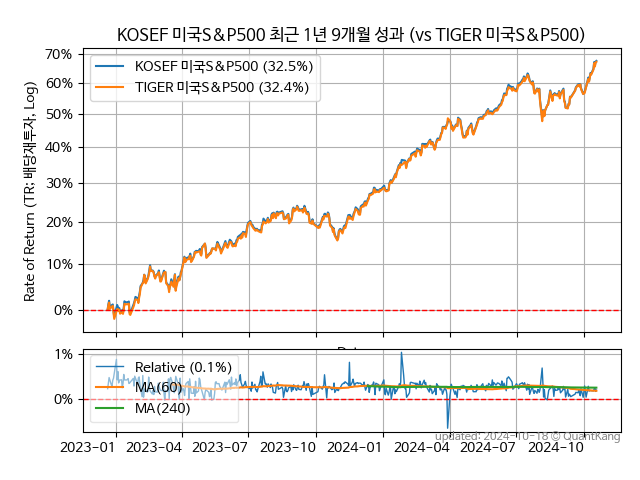 KOSEF 미국S&P500 최근 1년 9개월 성과 (vs TIGER 미국S&P500)
70%
60%
50%
40%
30%
20%
10%
0%
Rate of Return (TR: 배당재투자, Log)
KOSEF 미국S&P500 (32.5%)
TIGER 미국S&P500 (32.4%)
1%
0%
Relative (0.1%)
MA(60)
MA(240)
2023-01 2023-04 2023-07 2023-10 2024-01 2024-04 2024-07 2024-10
updated: 2024-10-18 © QuantKang